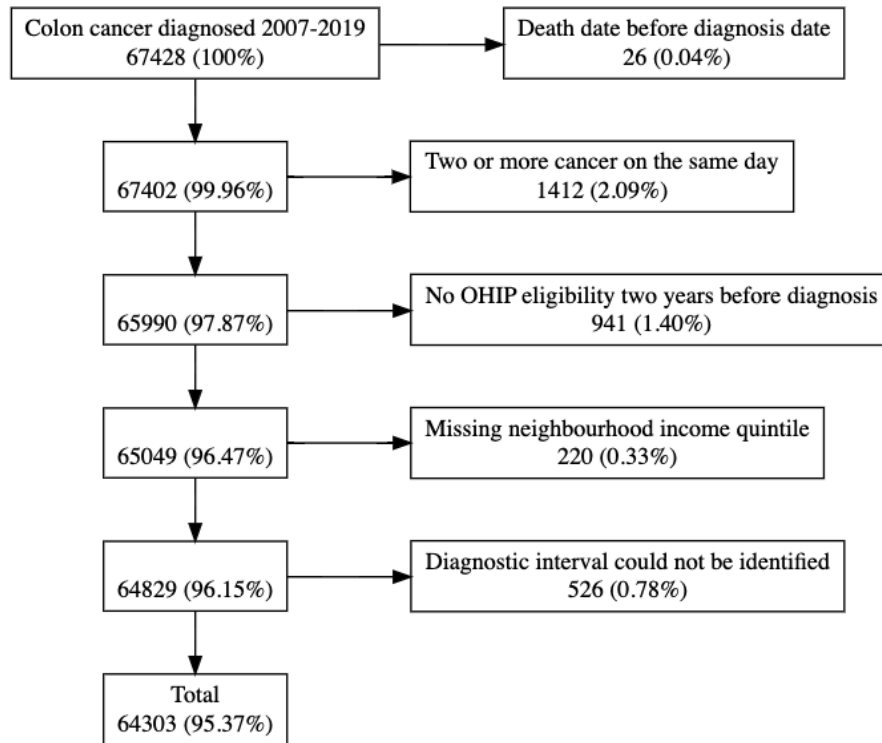 Colon cancer diagnosed 2007-2019
67428 (100%)
Death date before diagnosis date
26 (0.04%)
67402 (99.96%)
Two or more cancer on the same day
1412 (2.09%)
65990 (97.87%)
No OHIP eligibility two years before diagnosis
941 (1.40%)
65049 (96.47%)
Missing neighbourhood income quintile
220 (0.33%)
64829 (96.15%)
Diagnostic interval could not be identified
526 (0.78%)
Total
64303 (95.37%)